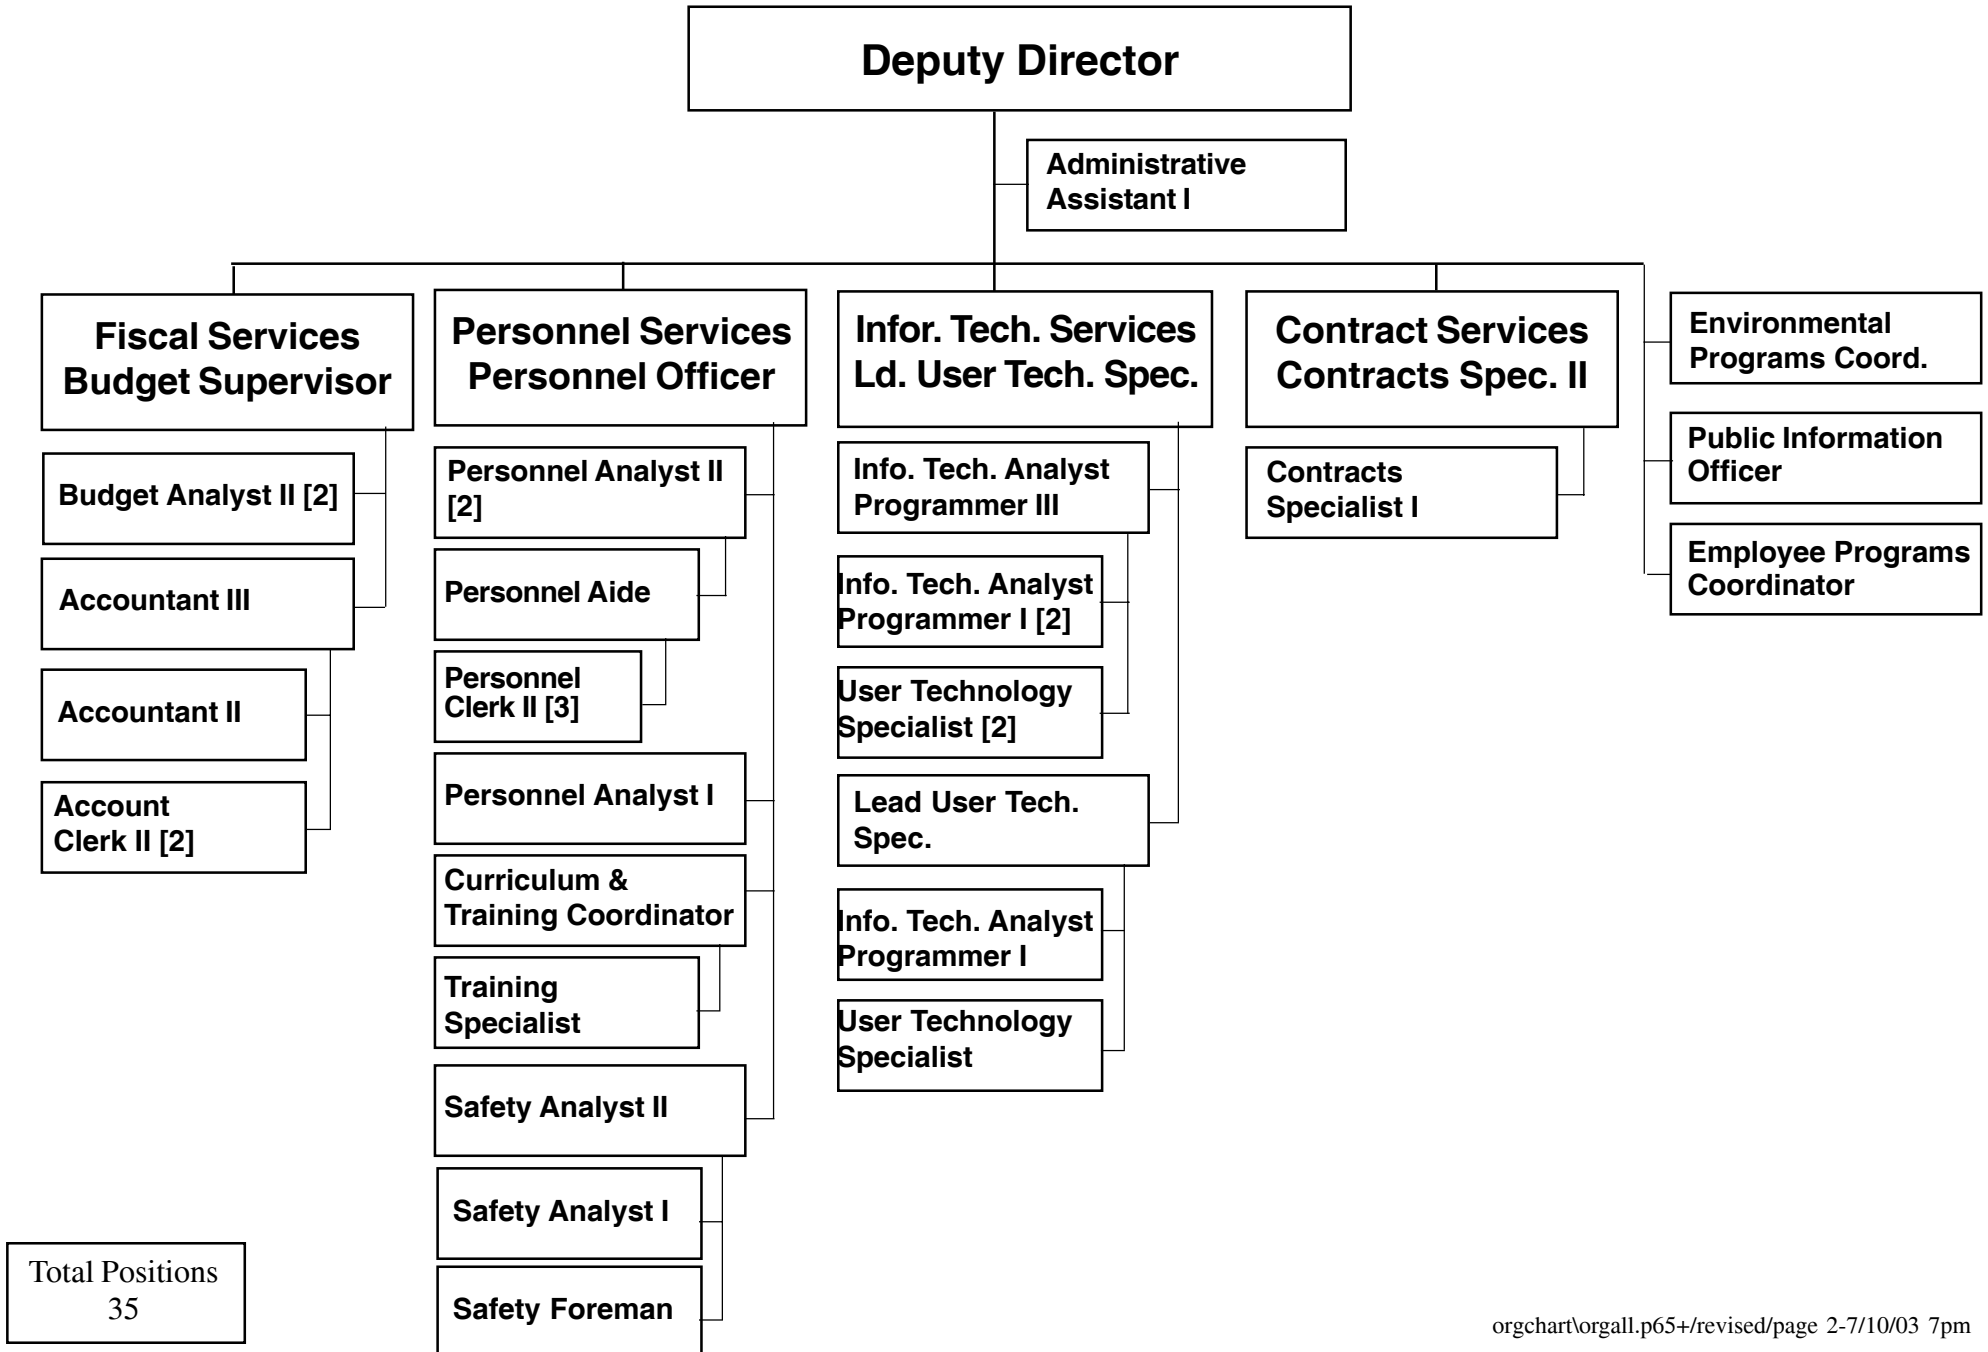 Deputy Director
Administrative
Assistant I
Fiscal Services
Budget Supervisor
Budget Analyst II [2]
Accountant III
Accountant II
Account
Clerk II [2]
Personnel Services
Personnel Officer
Personnel Analyst II
[2]
Personnel Aide
Personnel
Clerk II [3]
Personnel Analyst I
Curriculum &
Training Coordinator
Training
Specialist
Safety Analyst II
Safety Analyst I
Safety Foreman
Infor. Tech. Services
Ld. User Tech. Spec.
Info. Tech. Analyst
Programmer III
Info. Tech. Analyst
Programmer I [2]
User Technology
Specialist [2]
Lead User Tech.
Spec.
Info. Tech. Analyst
Programmer I
User Technology
Specialist
Contract Services
Contracts Spec. II
Contracts
Specialist I
Environmental
Programs Coord.
Public Information
Officer
Employee Programs
Coordinator
Total Positions
35
orgchart\orgall.p65+/revised/page 2-7/10/03 7pm